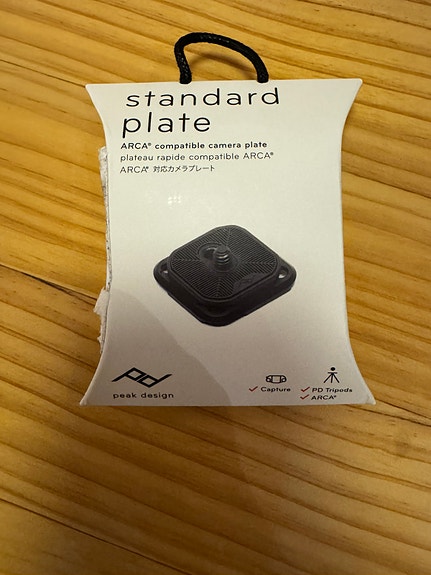 standard
plate
ARCA® compatible camera plate
plateau rapide compatible ARCA®
ARCA® 対応カメラプレート
peak design
✓ Capture
✓ PD Tripods
✓ ARCA®